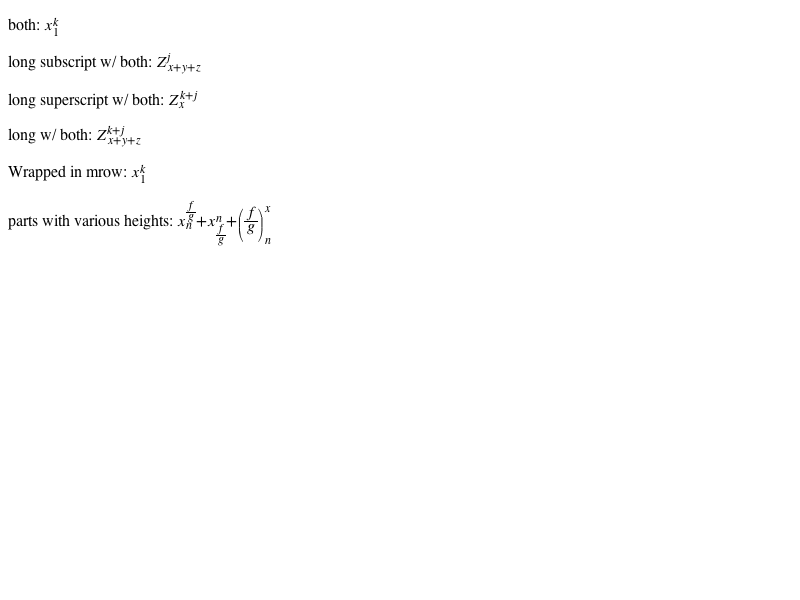 both: $x_1^k$
long subscript w/ both: $Z_{x+y+z}^j$
long superscript w/ both: $Z_x^{k+j}$
long w/ both: $Z_{x+y+z}^{k+j}$
Wrapped in mrow: $x_1^k$
parts with various heights: $x_n^{\frac{f}{g}}+x_{\frac{f}{g}}^n+\left(\frac{f}{g}\right)_n^x$